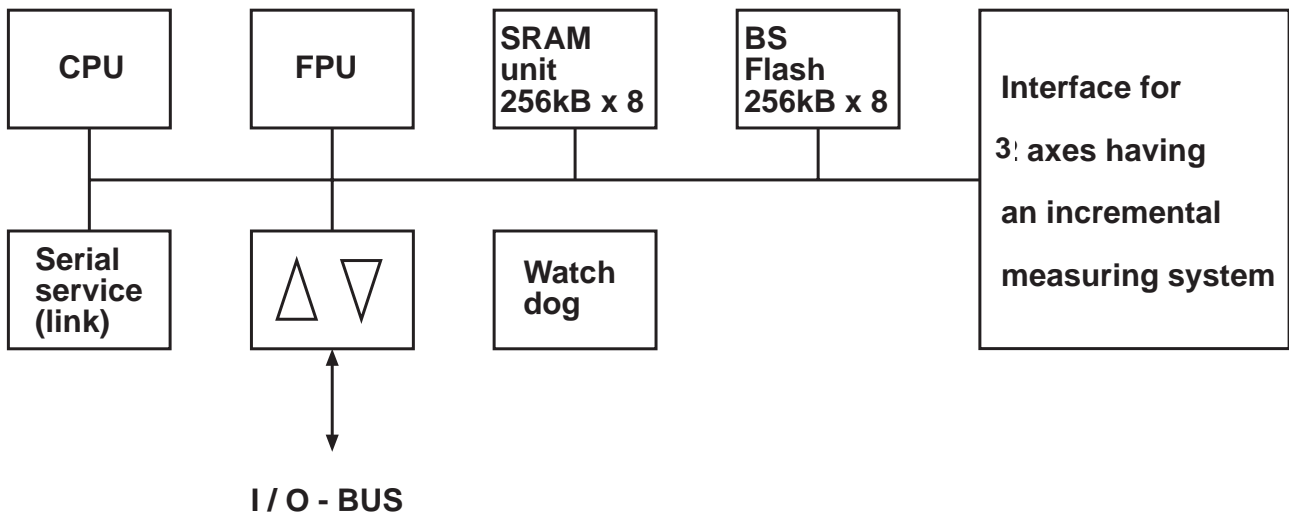 CPU
FPU
SRAM
unit
256kB x 8
BS
Flash
256kB x 8
Interface for
3 axes having
an incremental
measuring system
Serial
service
(link)
Watch
dog
I / O - BUS